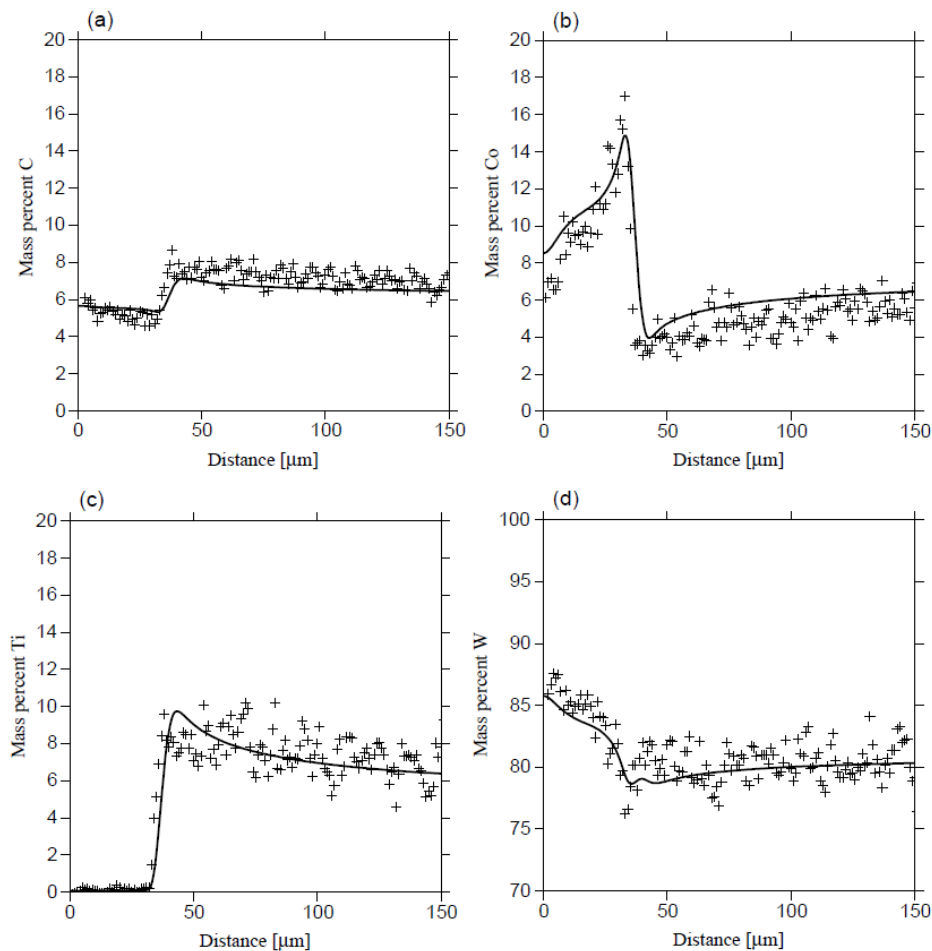 (a)
20
18
16
14
12
10
8
6
4
2
0
Mass percent C
0 50 100 150
Distance [μm]
(b)
20
18
16
14
12
10
8
6
4
2
0
Mass percent Co
0 50 100 150
Distance [μm]
(c)
20
18
16
14
12
10
8
6
4
2
0
Mass percent Ti
0 50 100 150
Distance [μm]
(d)
100
95
90
85
80
75
70
Mass percent W
0 50 100 150
Distance [μm]